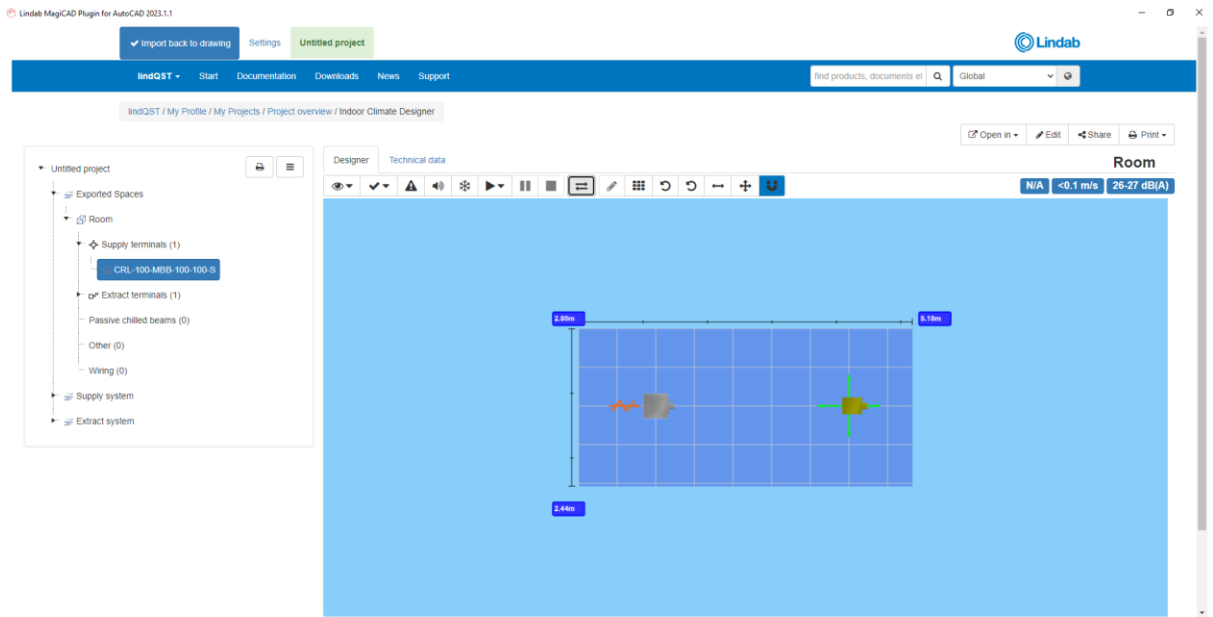 Lindab MagiCAD Plugin for AutoCAD 2023.1.1
Import back to drawing Settings Untitled project
Lindab
lindQST Start Documentation Downloads News Support find products, documents et Global
lindQST / My Profile / My Projects / Project overview / Indoor Climate Designer
Open in Edit Share Print
Untitled project
Exported Spaces
Room
Supply terminals (1)
CRL-100-MBB-100-100-S
Extract terminals (1)
Passive chilled beams (0)
Other (0)
Wiring (0)
Supply system
Extract system
Designer Technical data
Room
N/A <0.1 m/s 26-27 dB(A)
2.80m 5.18m
2.44m